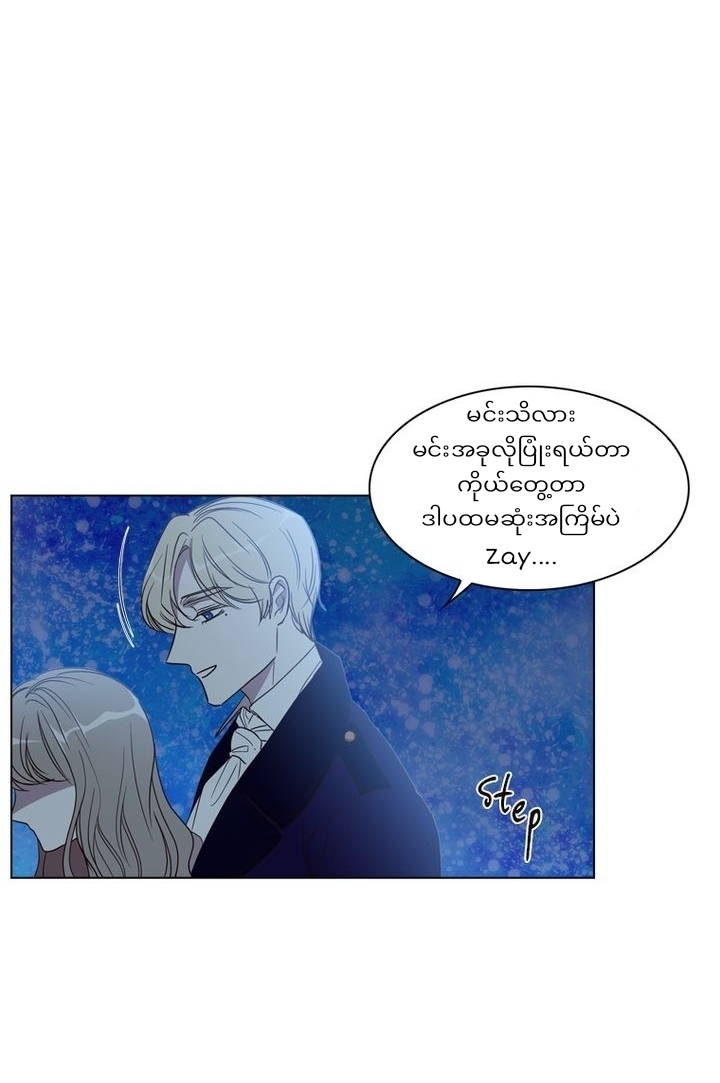 မင်းသိလား
မင်းအခုလိုပြုံးရယ်တာ
ကိုယ်တွေ့တာ
ဒါပထမဆုံးအကြိမ်ပဲ
Zay....
step